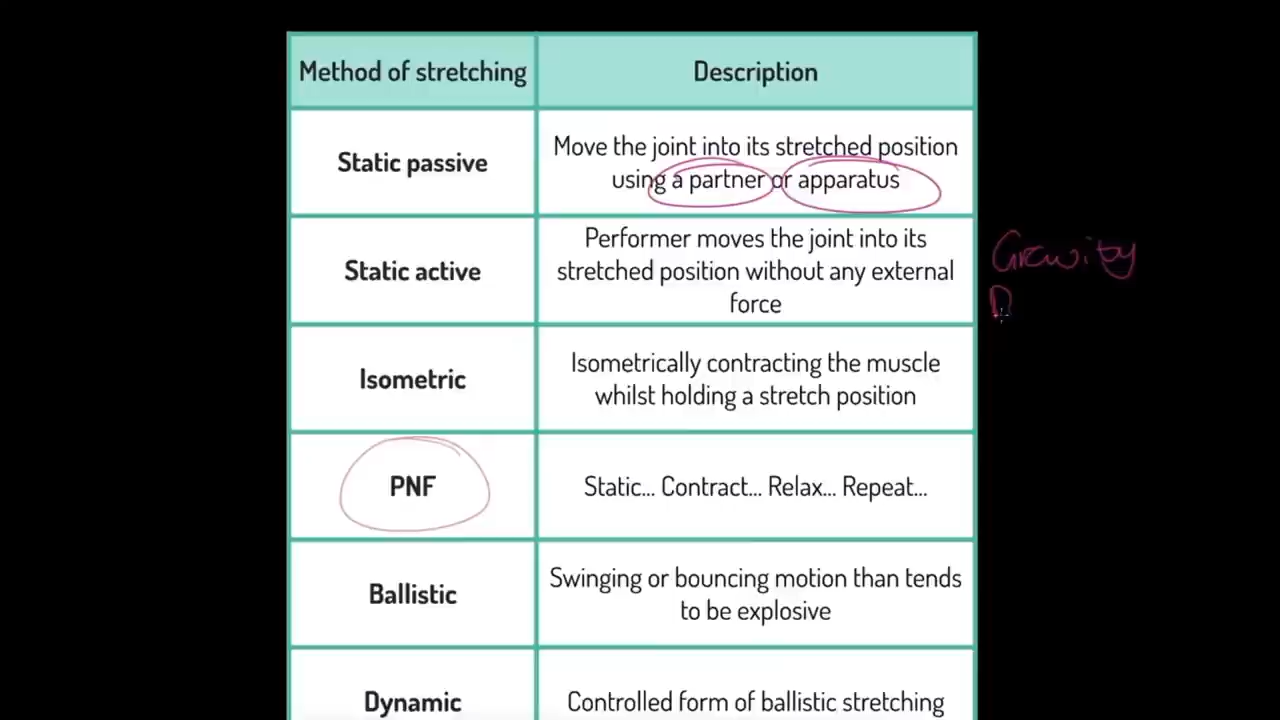 Method of stretching
Description
Static passive
Move the joint into its stretched position
using a partner or apparatus
Static active
Performer moves the joint into its
stretched position without any external
force
Gravity
Isometric
Isometrically contracting the muscle
whilst holding a stretch position
PNF
Static... Contract... Relax... Repeat...
Ballistic
Swinging or bouncing motion than tends
to be explosive
Dynamic
Controlled form of ballistic stretching